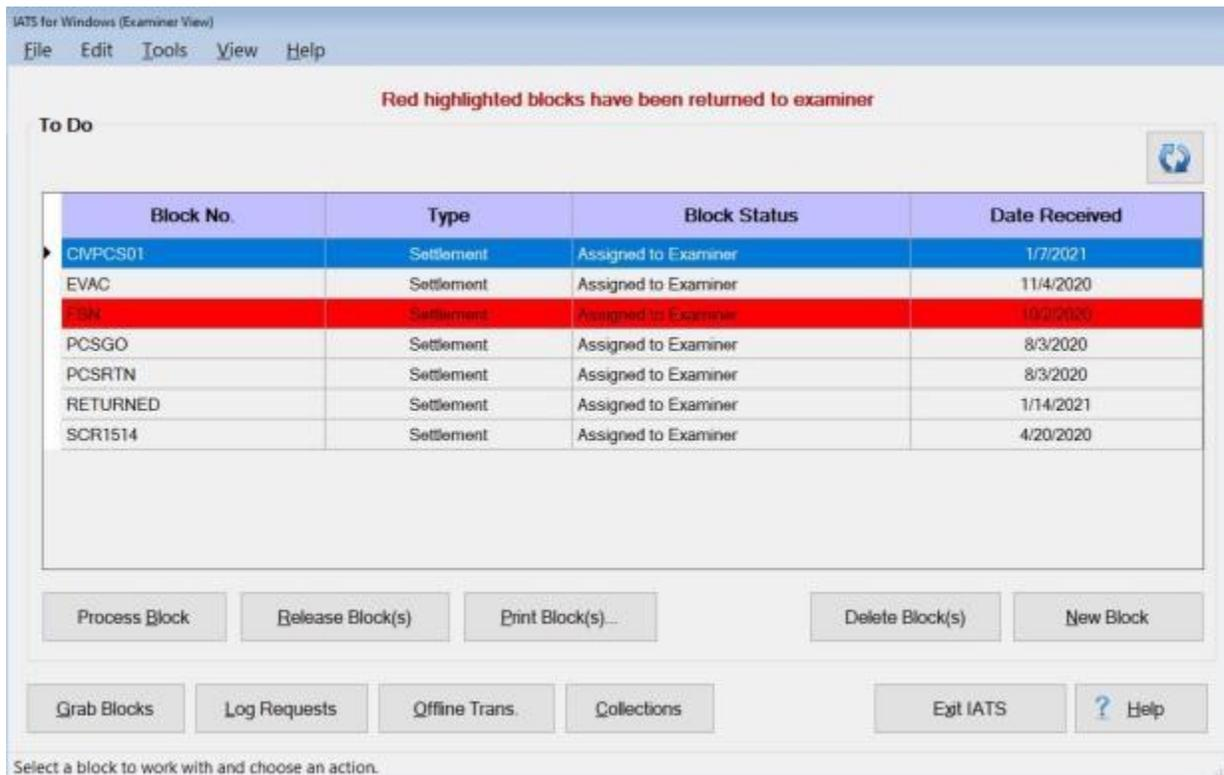 IATS for Windows (Examiner View)
File Edit Tools View Help
Red highlighted blocks have been returned to examiner
To Do
Block No. Type Block Status Date Received
CIVPCS01 Settlement Assigned to Examiner 1/7/2021
EVAC Settlement Assigned to Examiner 11/4/2020
FSN Settlement Assigned to Examiner 10/2/2020
PCSGO Settlement Assigned to Examiner 8/3/2020
PCSRTN Settlement Assigned to Examiner 8/3/2020
RETURNED Settlement Assigned to Examiner 1/14/2021
SCR1514 Settlement Assigned to Examiner 4/20/2020
Process Block Release Block(s) Print Block(s)... Delete Block(s) New Block
Grab Blocks Log Requests Offline Trans. Collections Exit IATS ? Help
Select a block to work with and choose an action.